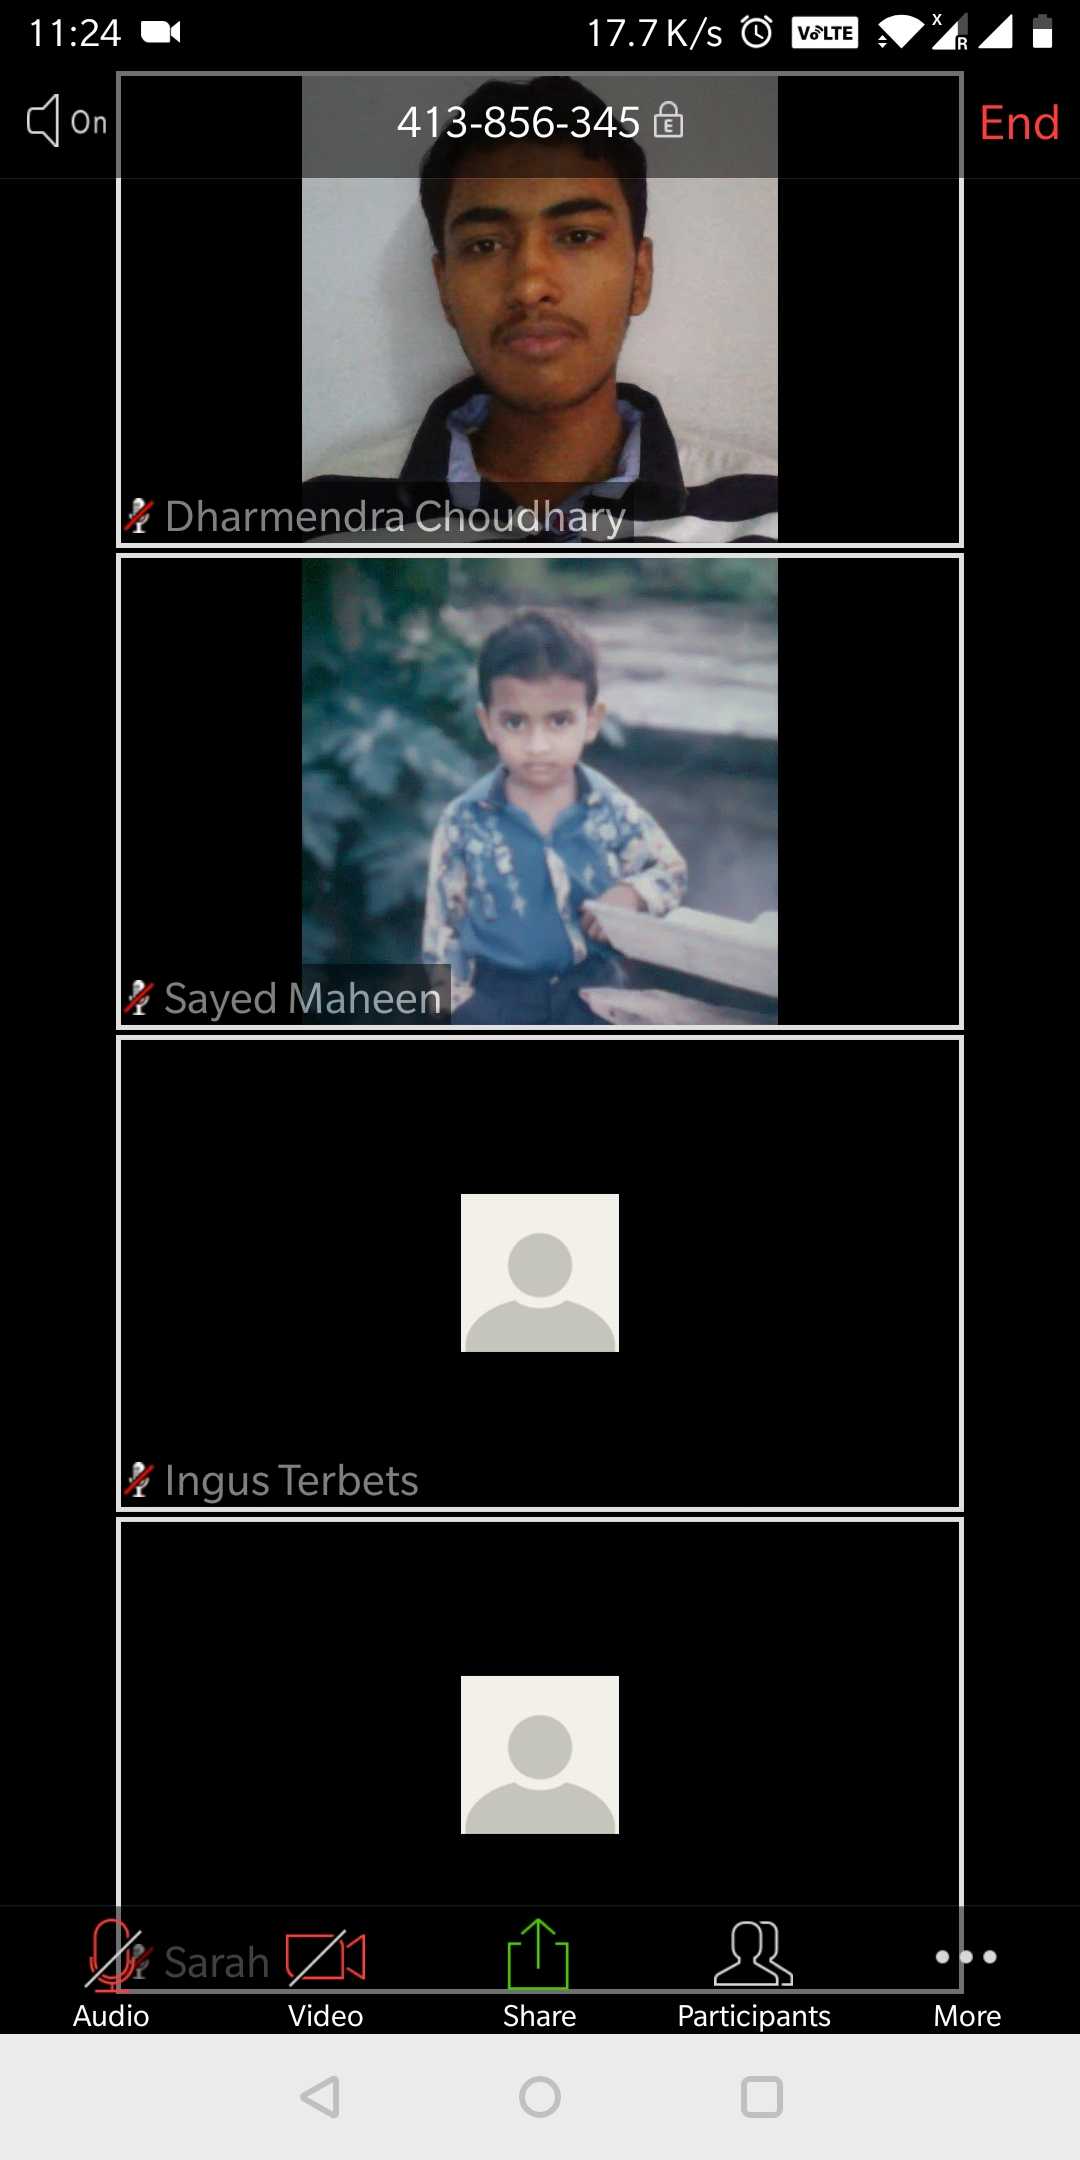 11:24 17.7 K/s VoLTE X R
On 413-856-345 E End
Dharmendra Choudhary
Sayed Maheen
Ingus Terbets
Sarah
Audio Video Share Participants More